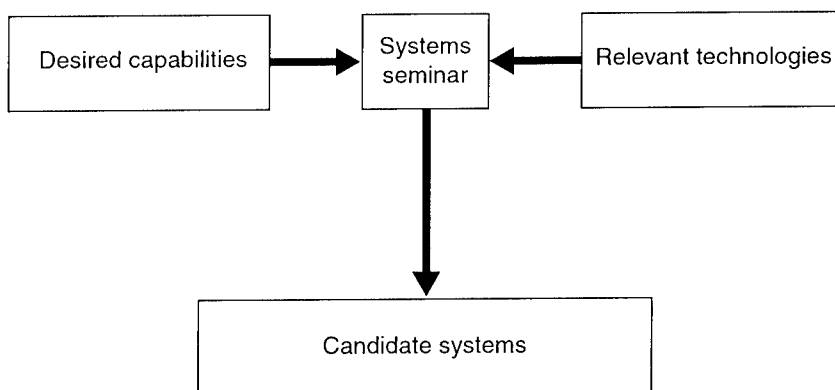 Desired capabilities
Systems
seminar
Relevant technologies
Candidate systems